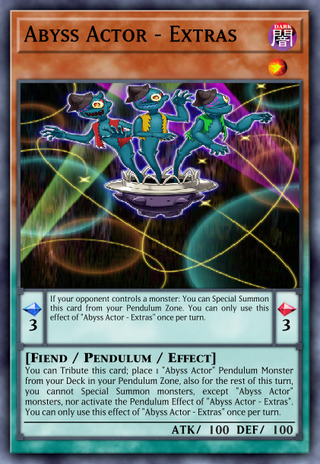 Abyss Actor - Extras
DARK
闇
If your opponent controls a monster: You can Special Summon
this card from your Pendulum Zone. You can only use this
effect of "Abyss Actor - Extras" once per turn.
3
3
[Fiend / Pendulum / Effect]
You can Tribute this card; place 1 "Abyss Actor" Pendulum Monster
from your Deck in your Pendulum Zone, also for the rest of this turn,
you cannot Special Summon monsters, except "Abyss Actor"
monsters, nor activate the Pendulum Effect of "Abyss Actor - Extras".
You can only use this effect of "Abyss Actor - Extras" once per turn.
ATK/ 100 DEF/ 100